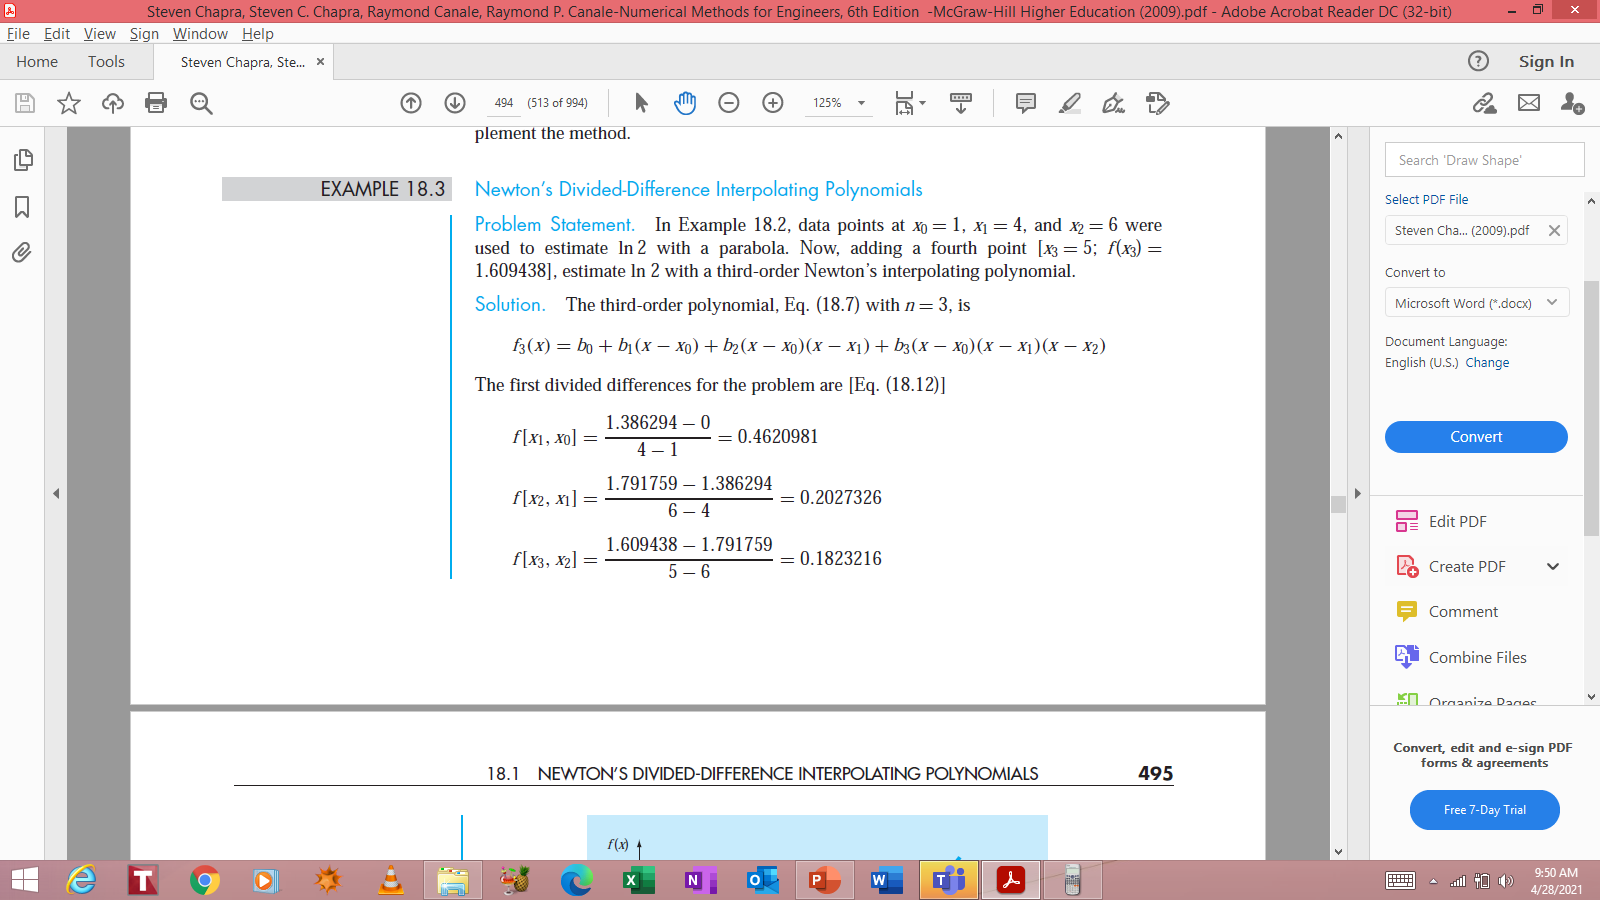 Steven Chapra, Steven C. Chapra, Raymond Canale, Raymond P. Canale-Numerical Methods for Engineers, 6th Edition -McGraw-Hill Higher Education (2009).pdf - Adobe Acrobat Reader DC (32-bit)
File Edit View Sign Window Help
Home Tools Steven Chapra, Ste... × Sign In
494 (513 of 994) 125%
plement the method.
EXAMPLE 18.3 Newton's Divided-Difference Interpolating Polynomials
Problem Statement. In Example 18.2, data points at x0 = 1, x1 = 4, and x2 = 6 were
used to estimate ln 2 with a parabola. Now, adding a fourth point [x3 = 5; f(x3) =
1.609438], estimate ln 2 with a third-order Newton's interpolating polynomial.
Solution. The third-order polynomial, Eq. (18.7) with n = 3, is
f3(x) = b0 + b1(x − x0) + b2(x − x0)(x − x1) + b3(x − x0)(x − x1)(x − x2)
The first divided differences for the problem are [Eq. (18.12)]
1.386294 − 0
f[x1, x0] = = 0.4620981
4 − 1
1.791759 − 1.386294
f[x2, x1] = = 0.2027326
6 − 4
1.609438 − 1.791759
f[x3, x2] = = 0.1823216
5 − 6
18.1 NEWTON'S DIVIDED-DIFFERENCE INTERPOLATING POLYNOMIALS 495
f(x)
Search 'Draw Shape'
Select PDF File
Steven Cha... (2009).pdf
Convert to
Microsoft Word (*.docx)
Document Language:
English (U.S.) Change
Convert
Edit PDF
Create PDF
Comment
Combine Files
Organize Pages
Convert, edit and e-sign PDF
forms & agreements
Free 7-Day Trial
9:50 AM
4/28/2021